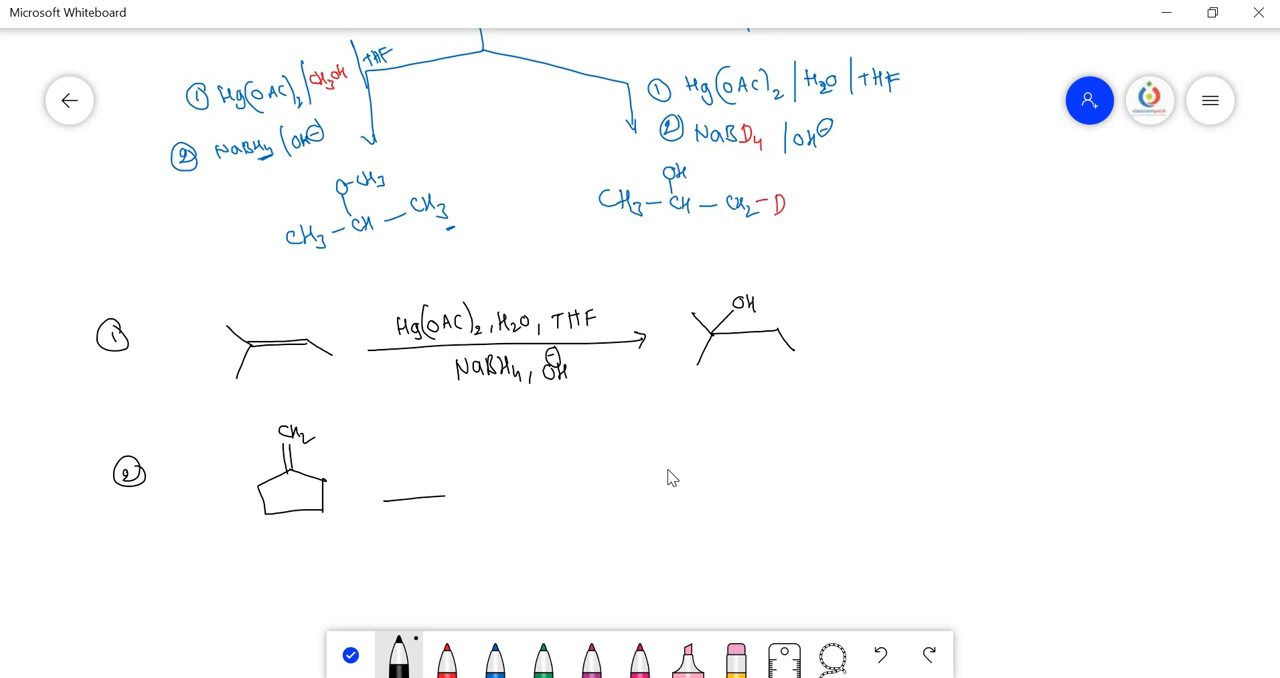 Microsoft Whiteboard
① Hg(OAC)2 | CH3OH | THF
② NaBH4 | OH⊖
O-CH3
CH3 - CH - CH3
① Hg(OAC)2 | H2O | THF
② NaBD4 | OH⊖
OH
CH3 - CH - CH2 - D
① Hg(OAC)2, H2O, THF
NaBH4, OH⊖
OH
② CH2